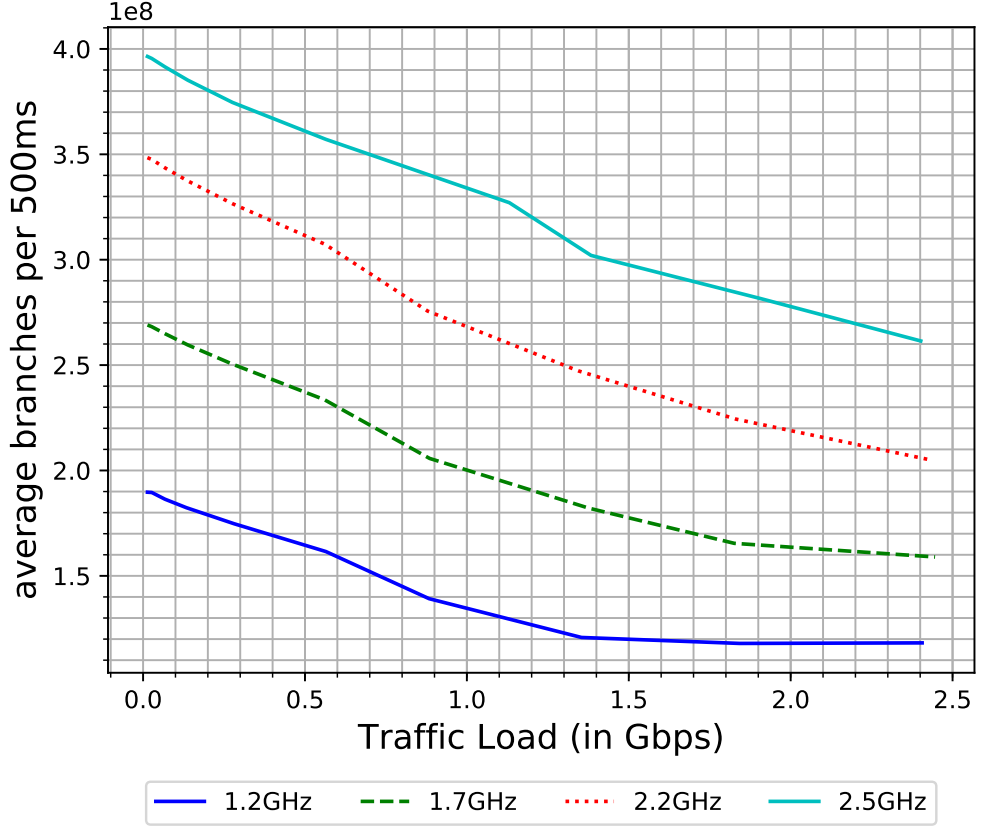 1e8
4.0
3.5
3.0
2.5
2.0
1.5
average branches per 500ms
0.0 0.5 1.0 1.5 2.0 2.5
Traffic Load (in Gbps)
1.2GHz 1.7GHz 2.2GHz 2.5GHz